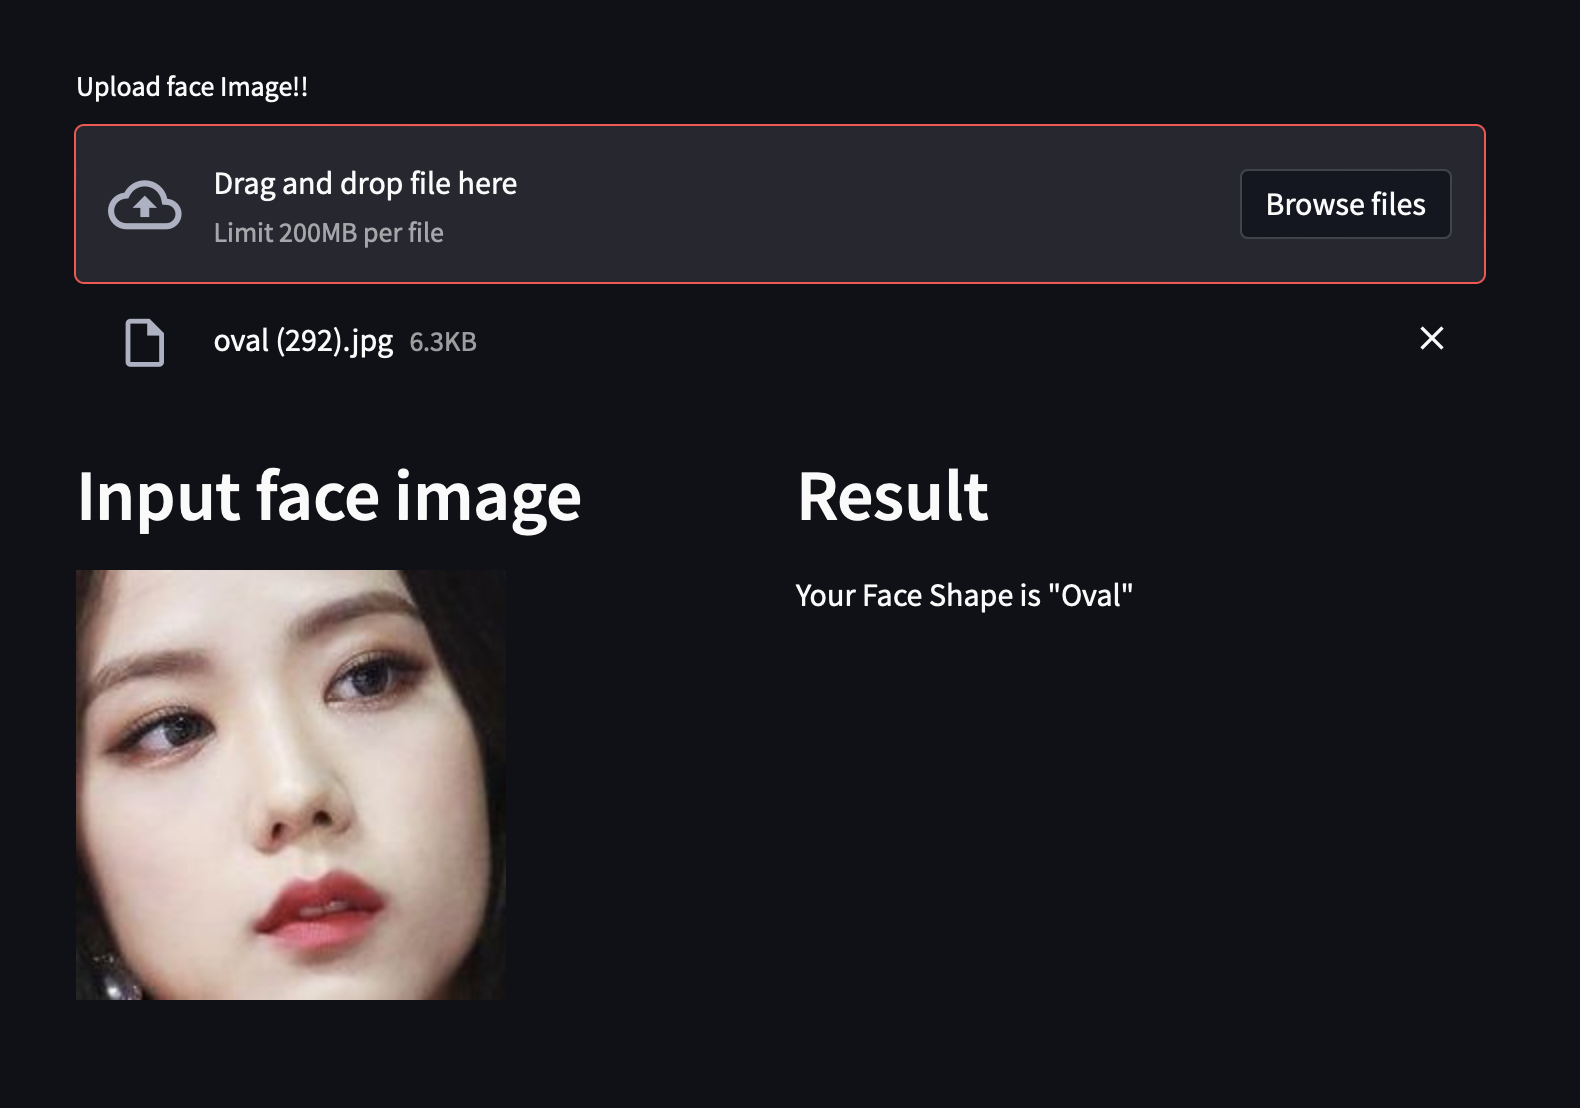 Upload face Image!!
Drag and drop file here
Limit 200MB per file
Browse files
oval (292).jpg 6.3KB
Input face image
Result
Your Face Shape is "Oval"